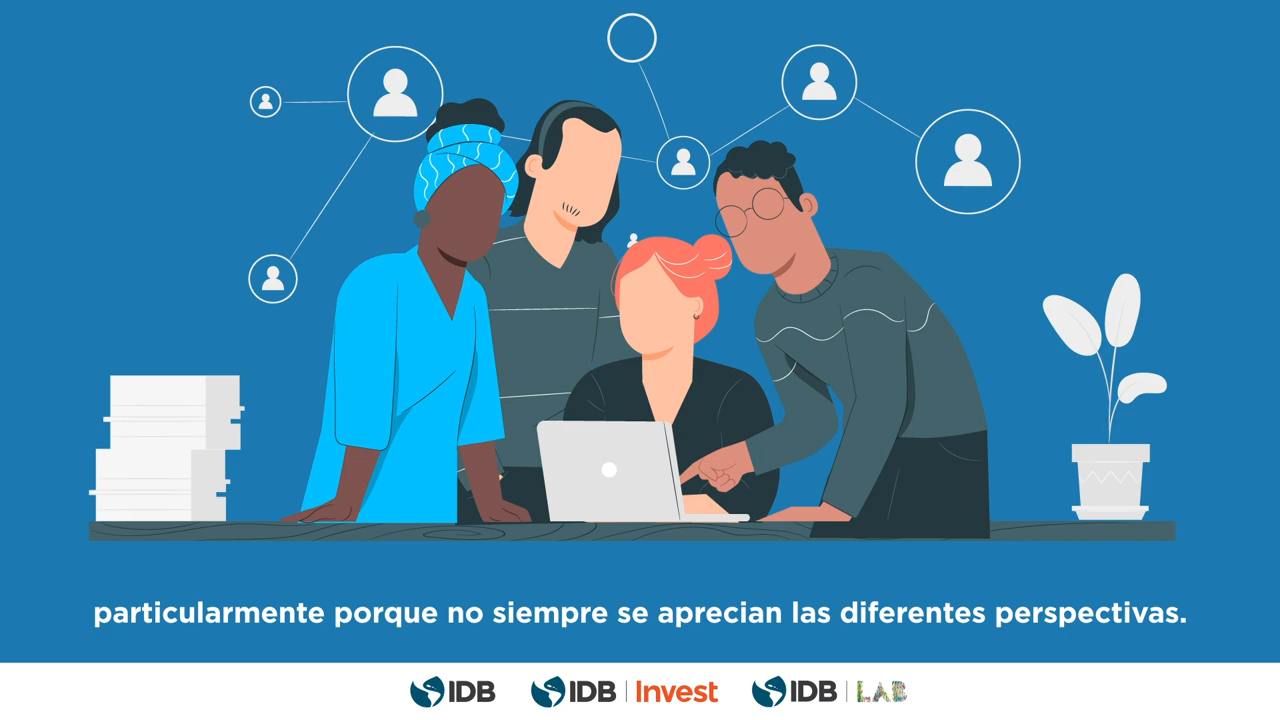 particularmente porque no siempre se aprecian las diferentes perspectivas.
IDB IDB | Invest IDB | LAB